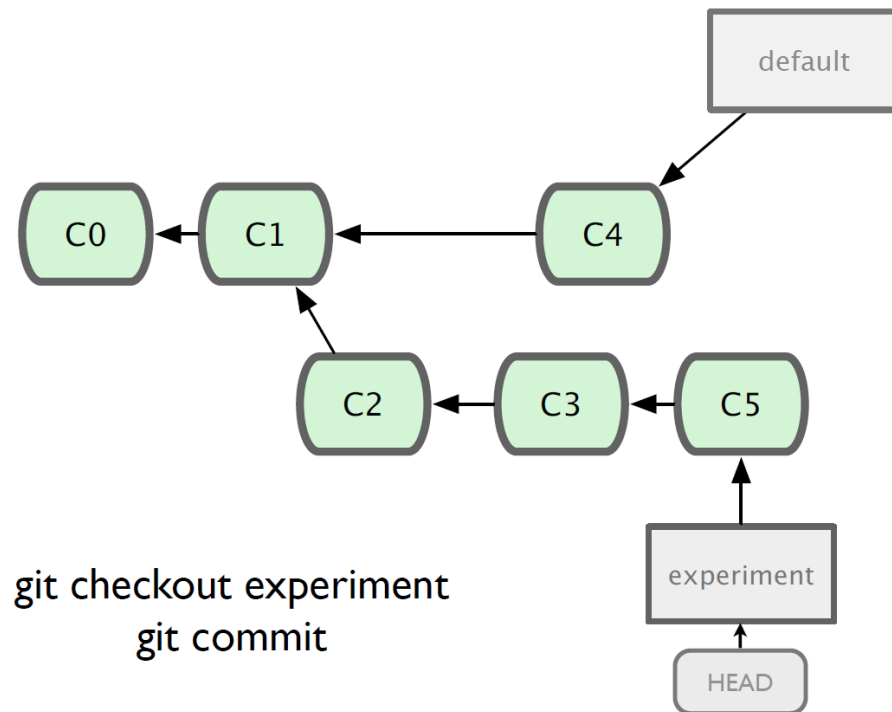 default
C0
C1
C4
C2
C3
C5
experiment
git checkout experiment
git commit
HEAD